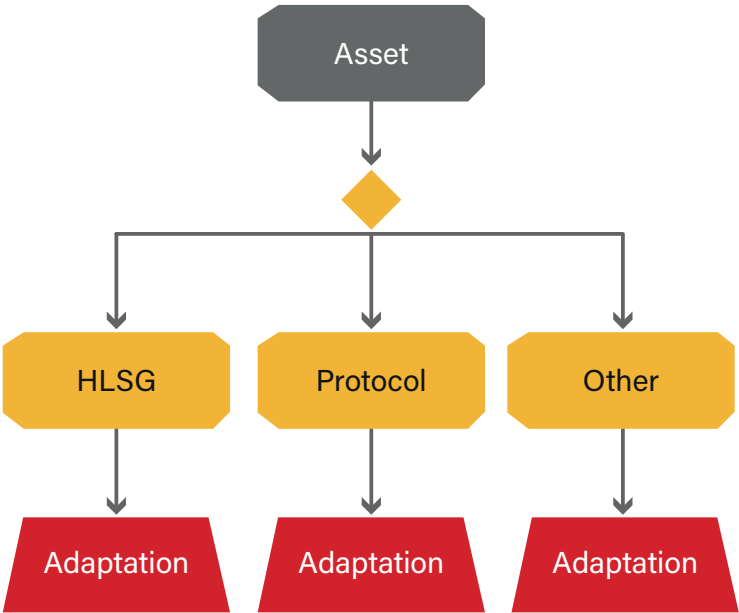 Asset
HLSG
Protocol
Other
Adaptation
Adaptation
Adaptation